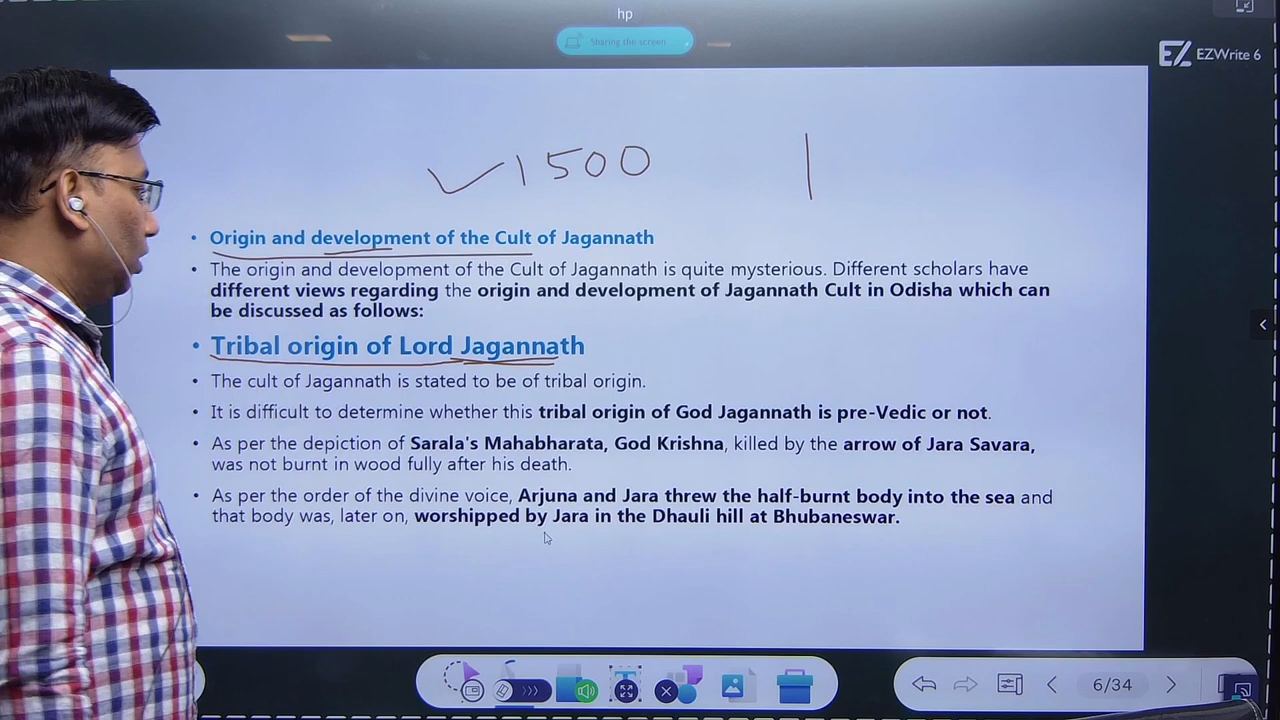 hp
Sharing the screen
EZ EZWrite 6
1500
• Origin and development of the Cult of Jagannath
• The origin and development of the Cult of Jagannath is quite mysterious. Different scholars have
different views regarding the origin and development of Jagannath Cult in Odisha which can
be discussed as follows:
• Tribal origin of Lord Jagannath
• The cult of Jagannath is stated to be of tribal origin.
• It is difficult to determine whether this tribal origin of God Jagannath is pre-Vedic or not.
• As per the depiction of Sarala's Mahabharata, God Krishna, killed by the arrow of Jara Savara,
was not burnt in wood fully after his death.
• As per the order of the divine voice, Arjuna and Jara threw the half-burnt body into the sea and
that body was, later on, worshipped by Jara in the Dhauli hill at Bhubaneswar.
6/34